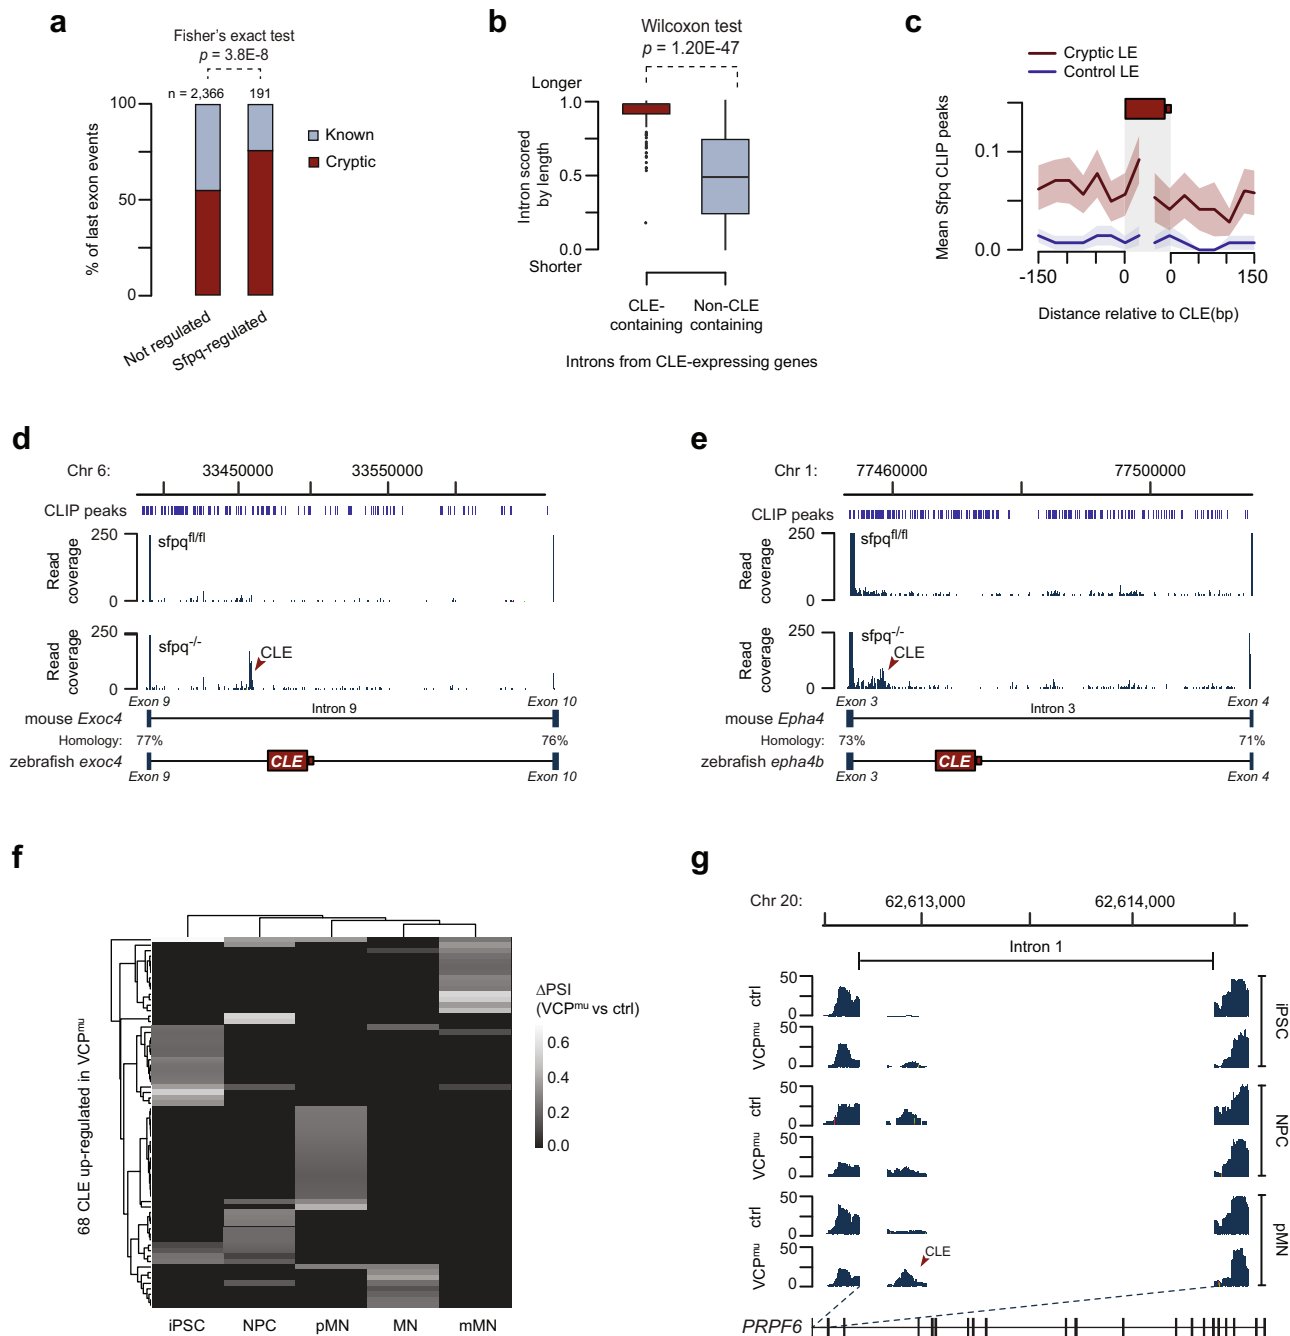 a
Fisher's exact test
p = 3.8E-8
n = 2,366 191
100
50
0
% of last exon events
Known
Cryptic
Not regulated
Sfpq-regulated
b
Wilcoxon test
p = 1.20E-47
Longer
1.0
0.5
0.0
Shorter
Intron scored
by length
CLE-
containing
Non-CLE
containing
Introns from CLE-expressing genes
c
Cryptic LE
Control LE
Mean Sfpq CLIP peaks
0.1
0.0
-150 0 0 150
Distance relative to CLE(bp)
d
Chr 6: 33450000 33550000
CLIP peaks
Read
coverage
250
0
sfpqfl/fl
Read
coverage
250
0
sfpq-/-
CLE
Exon 9 Intron 9 Exon 10
mouse Exoc4
Homology: 77% 76%
zebrafish exoc4 CLE
Exon 9 Exon 10
e
Chr 1: 77460000 77500000
CLIP peaks
Read
coverage
250
0
sfpqfl/fl
Read
coverage
250
0
sfpq-/-
CLE
Exon 3 Intron 3 Exon 4
mouse Epha4
Homology: 73% 71%
zebrafish epha4b CLE
Exon 3 Exon 4
f
68 CLE up-regulated in VCPmu
ΔPSI
(VCPmu vs ctrl)
0.6
0.4
0.2
0.0
iPSC NPC pMN MN mMN
g
Chr 20: 62,613,000 62,614,000
Intron 1
ctrl 50 0
VCPmu 50 0
iPSC
ctrl 50 0
VCPmu 50 0
NPC
ctrl 50 0
VCPmu 50 0
CLE
pMN
PRPF6